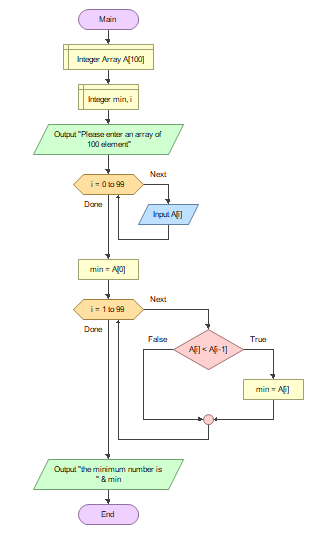 Main
Integer Array A[100]
Integer min, i
Output "Please enter an array of
100 element"
i = 0 to 99
Next
Done
Input A[i]
min = A[0]
i = 1 to 99
Next
Done
False
True
A[i] < A[i-1]
min = A[i]
Output "the minimum number is
" & min
End